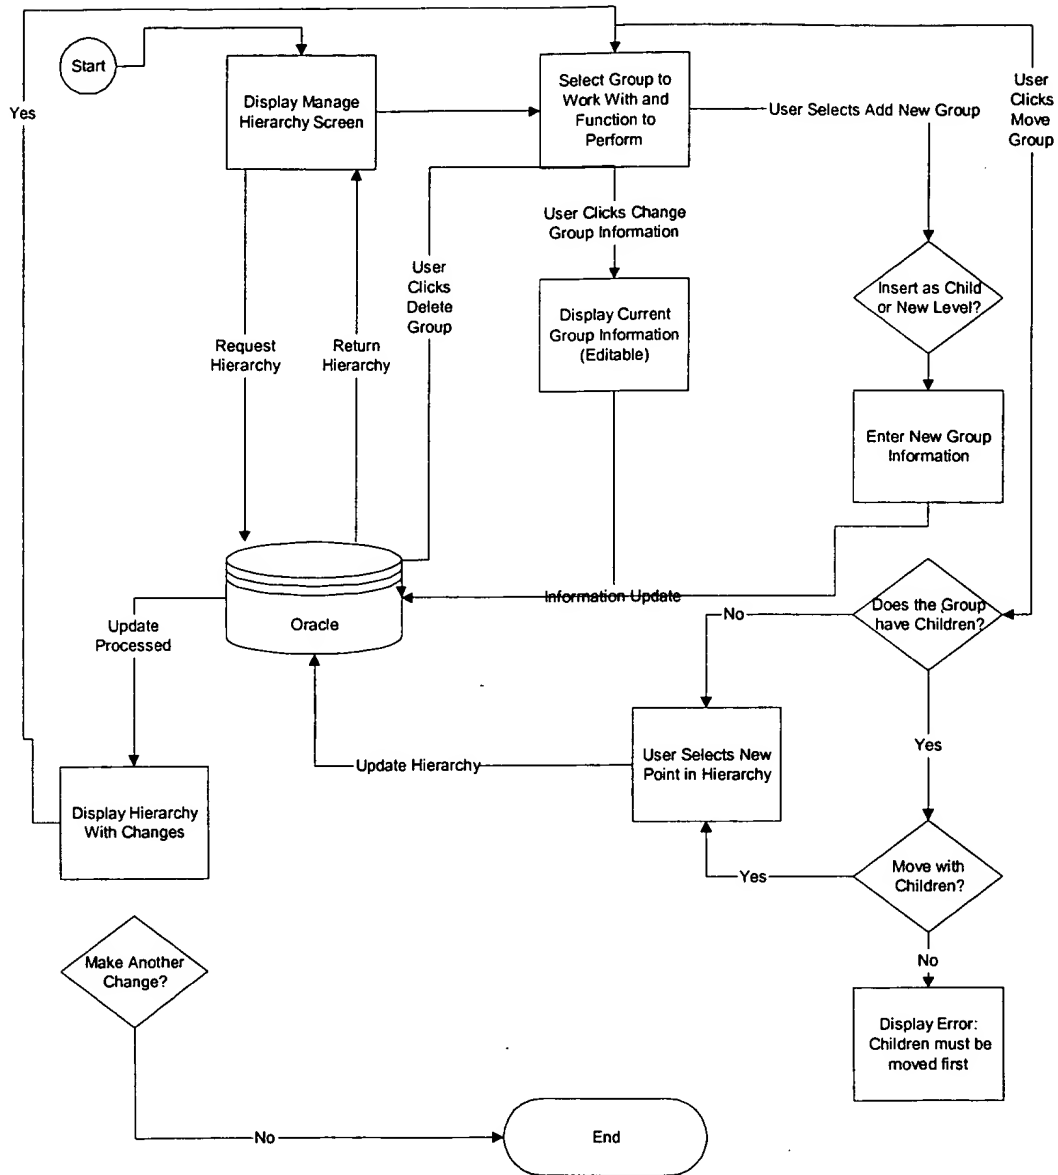 Start
Display Manage
Hierarchy Screen
Select Group to
Work With and
Function to
Perform
User Selects Add New Group
User
Clicks
Move
Group
Yes
User Clicks Change
Group Information
User
Clicks
Delete
Group
Insert as Child
or New Level?
Display Current
Group Information
(Editable)
Request
Hierarchy
Return
Hierarchy
Enter New Group
Information
Information Update
Oracle
Does the Group
have Children?
No
Update
Processed
Yes
User Selects New
Point in Hierarchy
Update Hierarchy
Display Hierarchy
With Changes
Move with
Children?
Yes
No
Make Another
Change?
Display Error:
Children must be
moved first
No
End